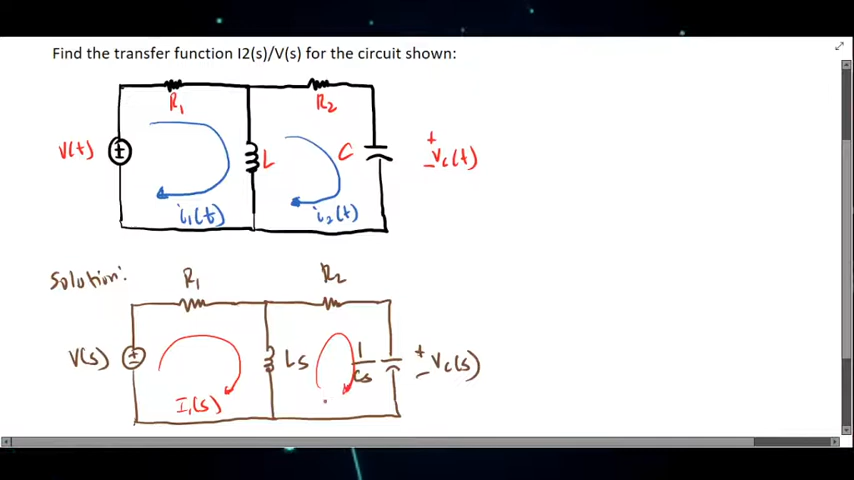 Find the transfer function I2(s)/V(s) for the circuit shown:
R1
R2
V(t)
L
C
+
- Vc(t)
i1(t)
i2(t)
Solution:
R1
R2
V(s)
Ls
1/Cs
+
- Vc(s)
I1(s)